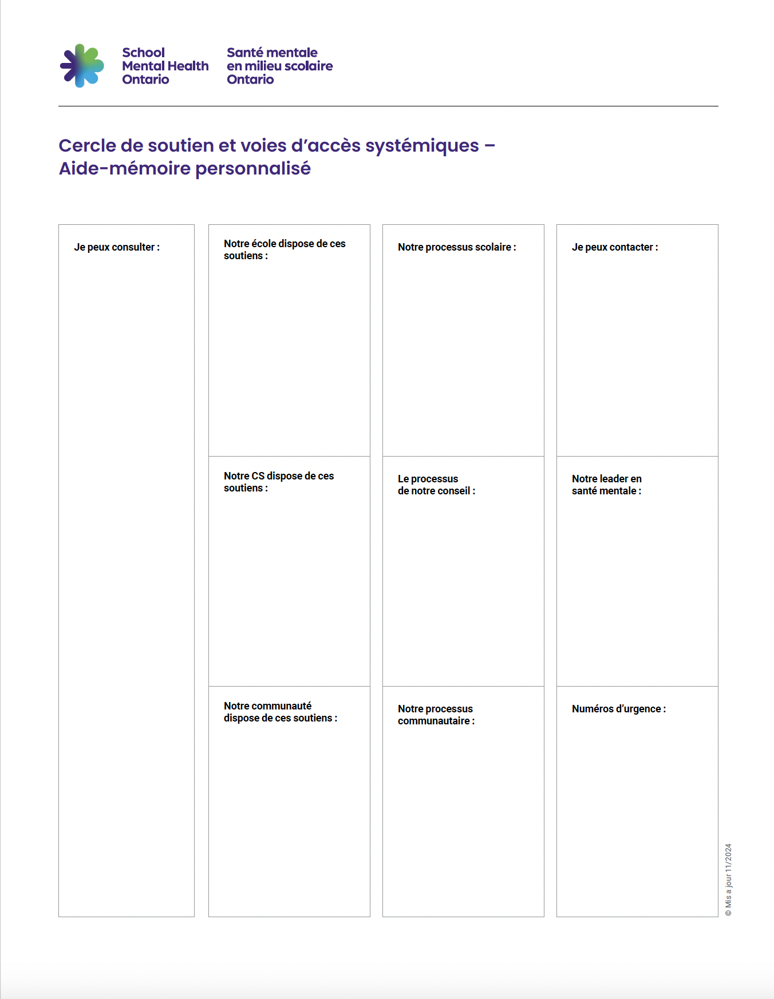 School
Mental Health
Ontario
Santé mentale
en milieu scolaire
Ontario
Cercle de soutien et voies d’accès systémiques –
Aide-mémoire personnalisé
Je peux consulter :
Notre école dispose de ces
soutiens :
Notre processus scolaire :
Je peux contacter :
Notre CS dispose de ces
soutiens :
Le processus
de notre conseil :
Notre leader en
santé mentale :
Notre communauté
dispose de ces soutiens :
Notre processus
communautaire :
Numéros d’urgence :
© Mis a jour 11/2024